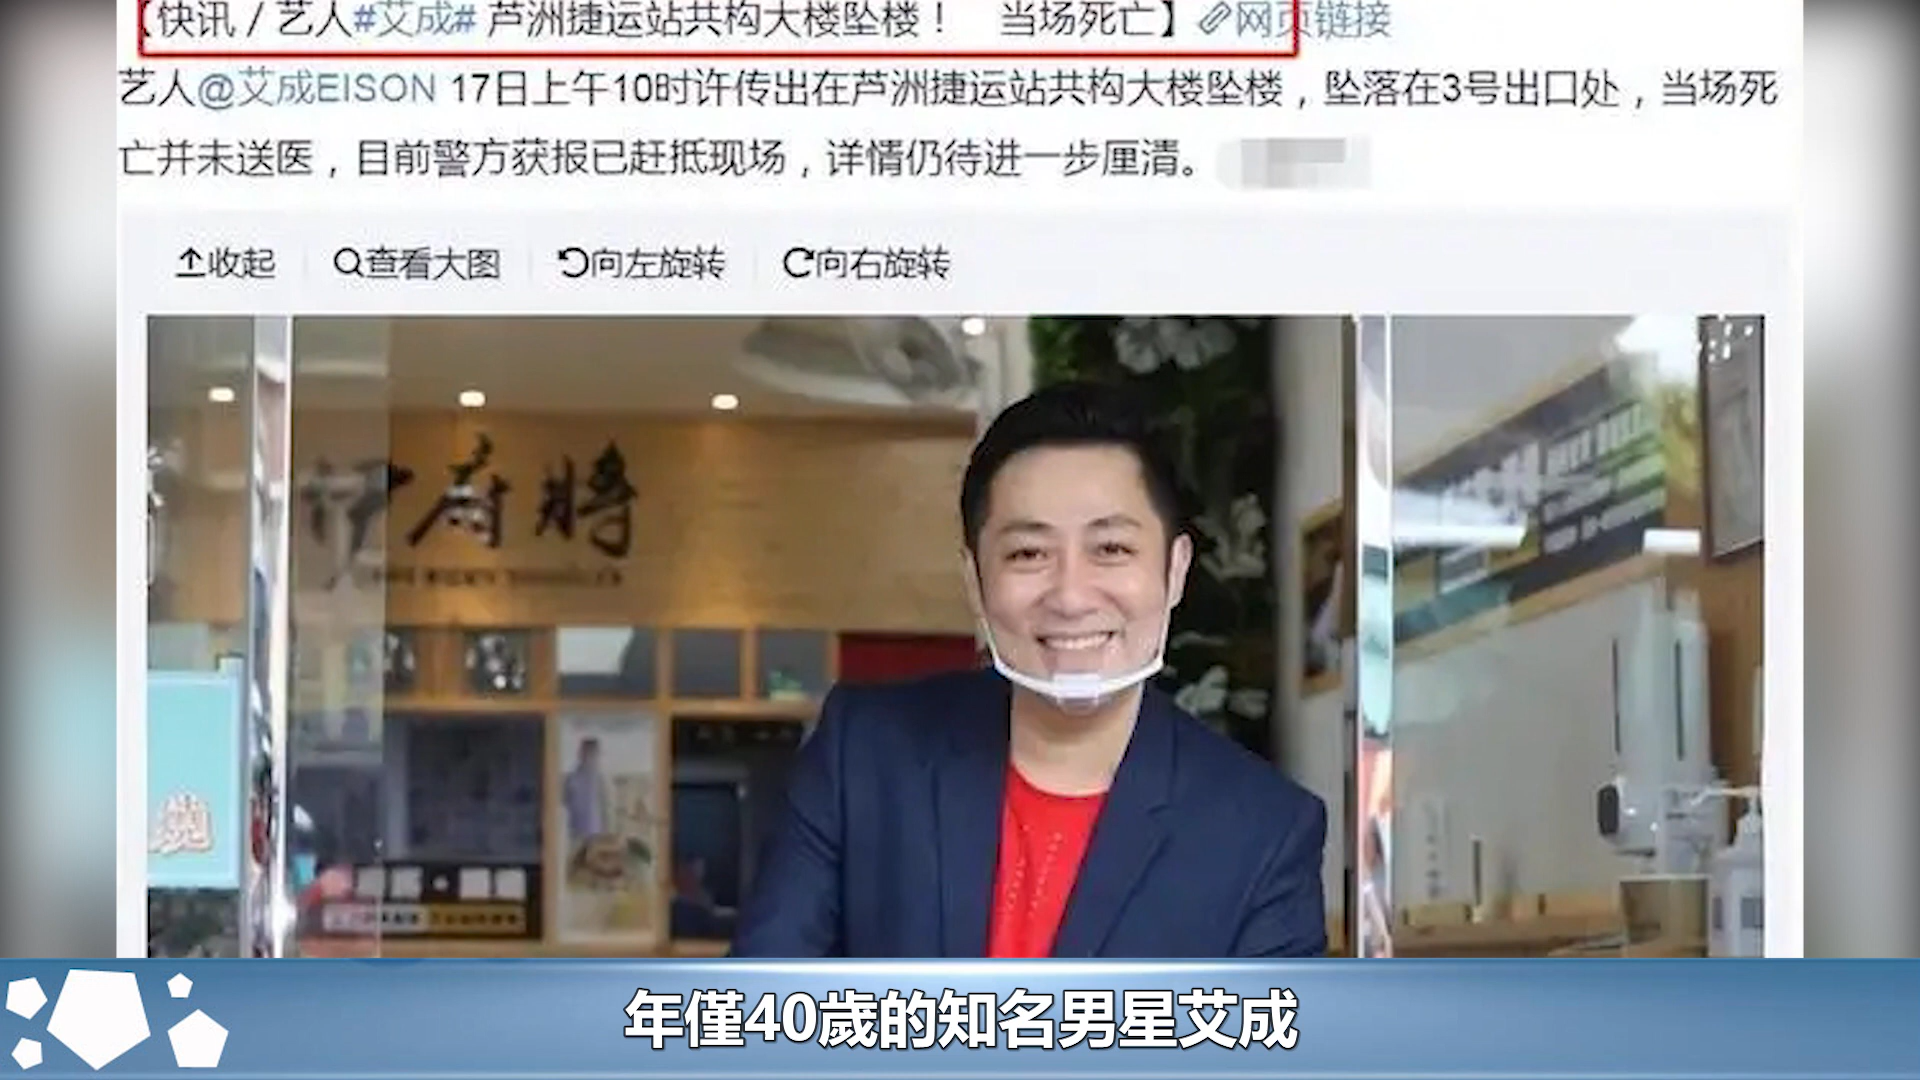 【快讯 / 艺人#艾成# 芦洲捷运站共构大楼坠楼！ 当场死亡】网页链接
艺人@艾成EISON 17日上午10时许传出在芦洲捷运站共构大楼坠楼，坠落在3号出口处，当场死
亡并未送医，目前警方获报已赶抵现场，详情仍待进一步厘清。
收起 查看大图 向左旋转 向右旋转
蔚將
年僅40歲的知名男星艾成